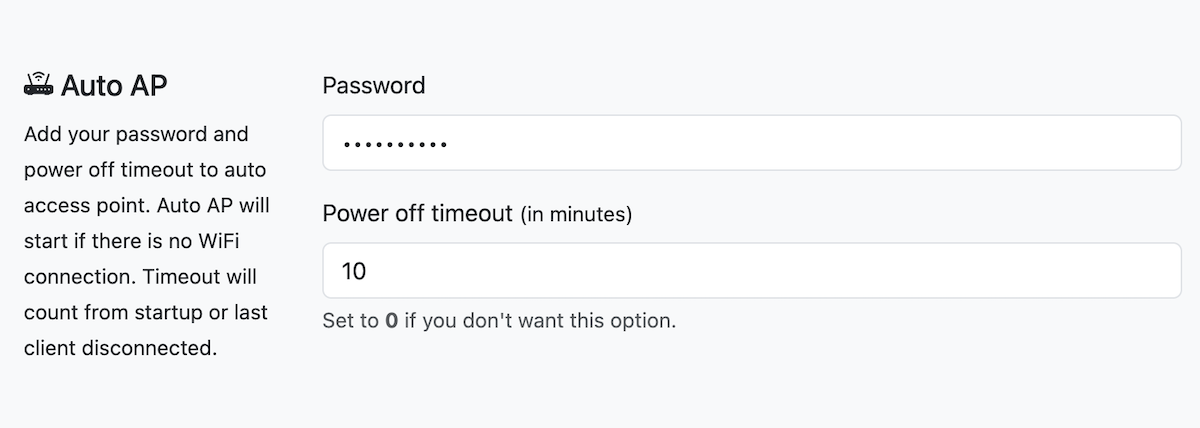 Auto AP
Add your password and
power off timeout to auto
access point. Auto AP will
start if there is no WiFi
connection. Timeout will
count from startup or last
client disconnected.
Password
••••••••••
Power off timeout (in minutes)
10
Set to 0 if you don't want this option.